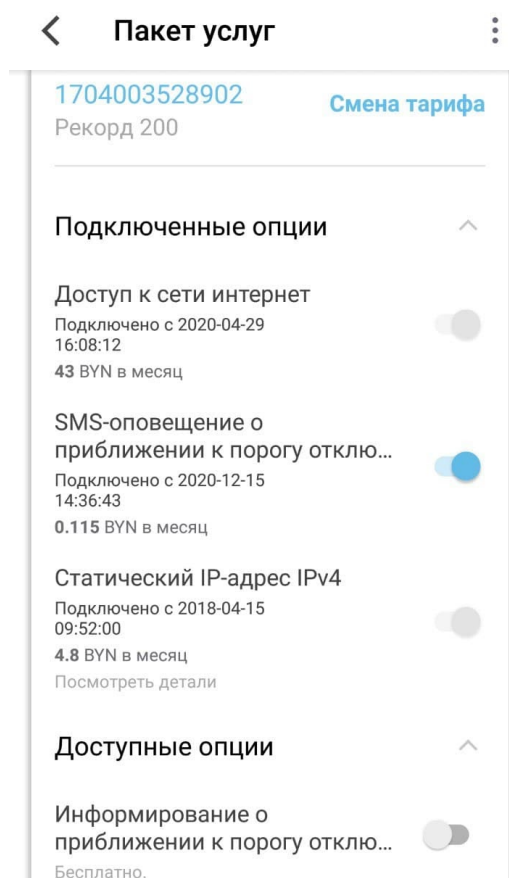 Пакет услуг
1704003528902
Смена тарифа
Рекорд 200
Подключенные опции
Доступ к сети интернет
Подключено с 2020-04-29
16:08:12
43 BYN в месяц
SMS-оповещение о
приближении к порогу отклю...
Подключено с 2020-12-15
14:36:43
0.115 BYN в месяц
Статический IP-адрес IPv4
Подключено с 2018-04-15
09:52:00
4.8 BYN в месяц
Посмотреть детали
Доступные опции
Информирование о
приближении к порогу отклю...
Бесплатно.